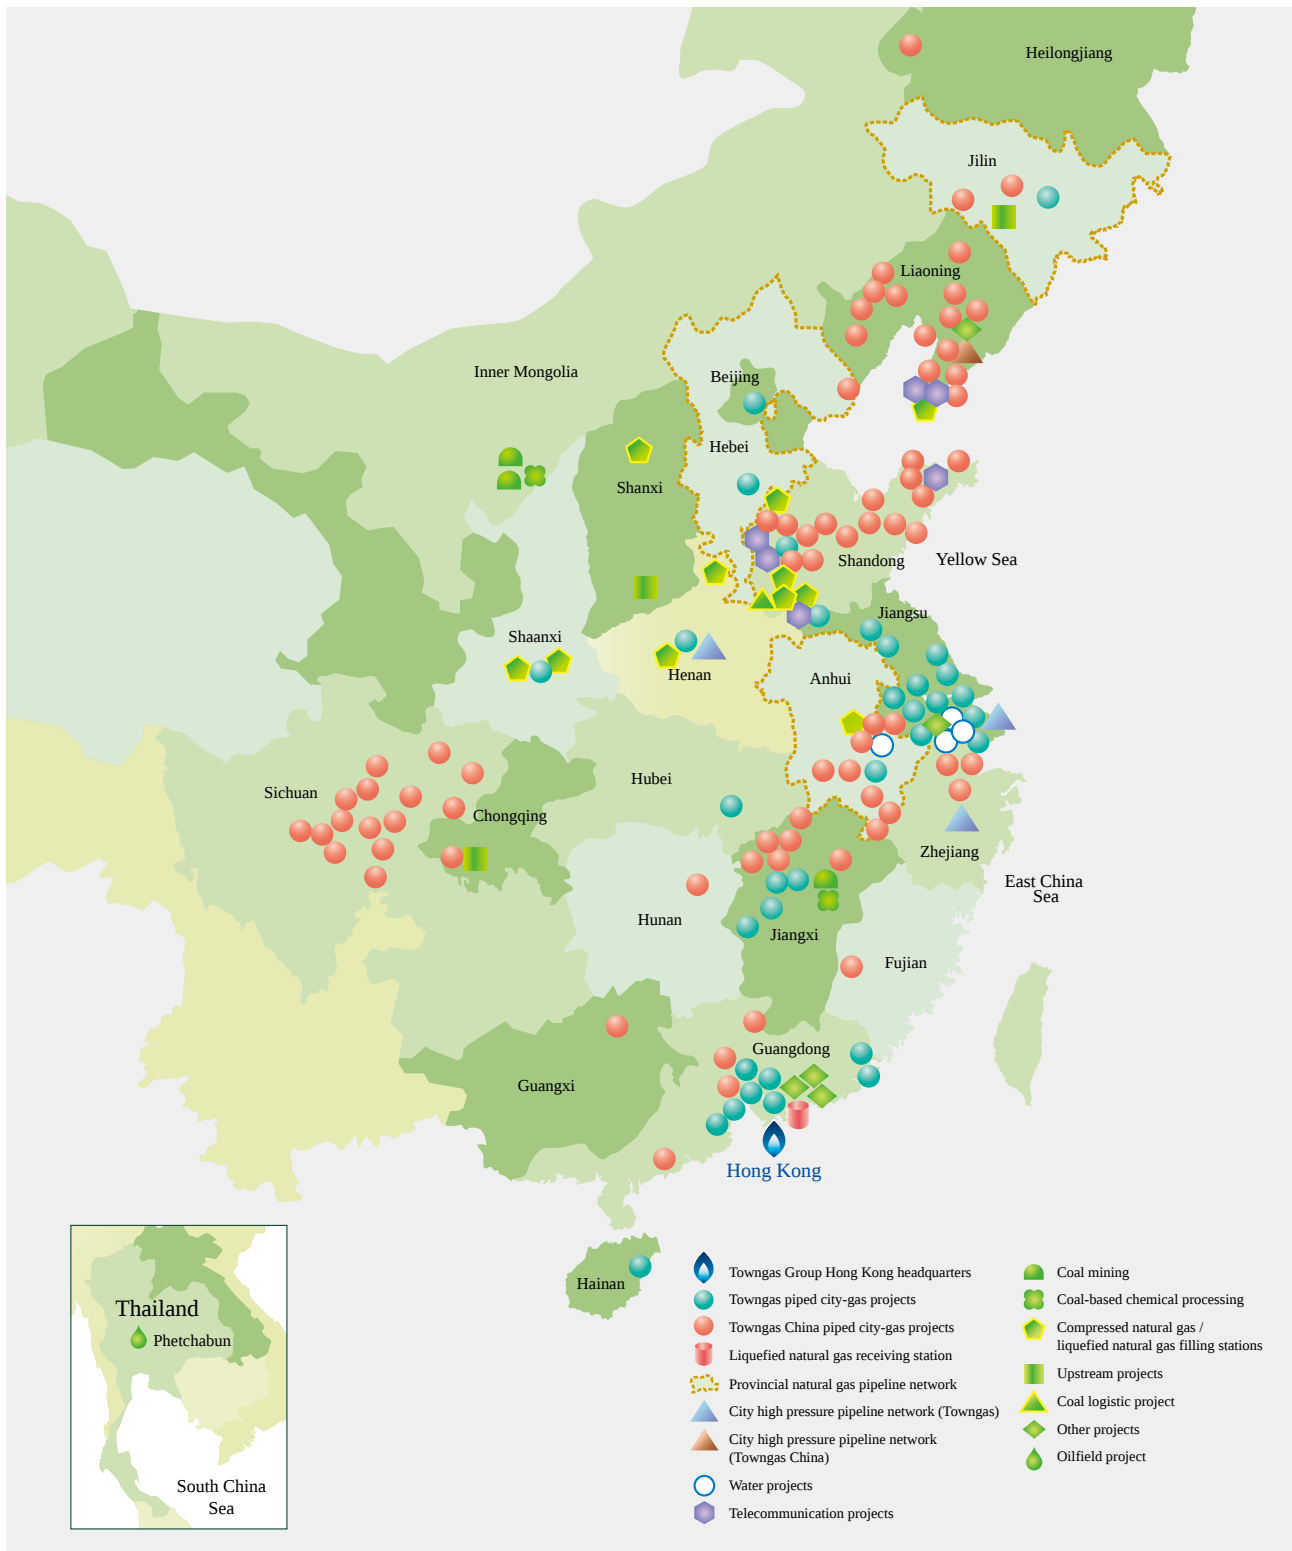 Heilongjiang
Jilin
Liaoning
Inner Mongolia
Beijing
Hebei
Shanxi
Shandong
Yellow Sea
Jiangsu
Shaanxi
Henan
Anhui
Hubei
Sichuan
Chongqing
Zhejiang
East China
Sea
Hunan
Jiangxi
Fujian
Guangdong
Guangxi
Hong Kong
Hainan
Thailand
Phetchabun
South China
Sea
Towngas Group Hong Kong headquarters
Towngas piped city-gas projects
Towngas China piped city-gas projects
Liquefied natural gas receiving station
Provincial natural gas pipeline network
City high pressure pipeline network (Towngas)
City high pressure pipeline network
(Towngas China)
Water projects
Telecommunication projects
Coal mining
Coal-based chemical processing
Compressed natural gas /
liquefied natural gas filling stations
Upstream projects
Coal logistic project
Other projects
Oilfield project